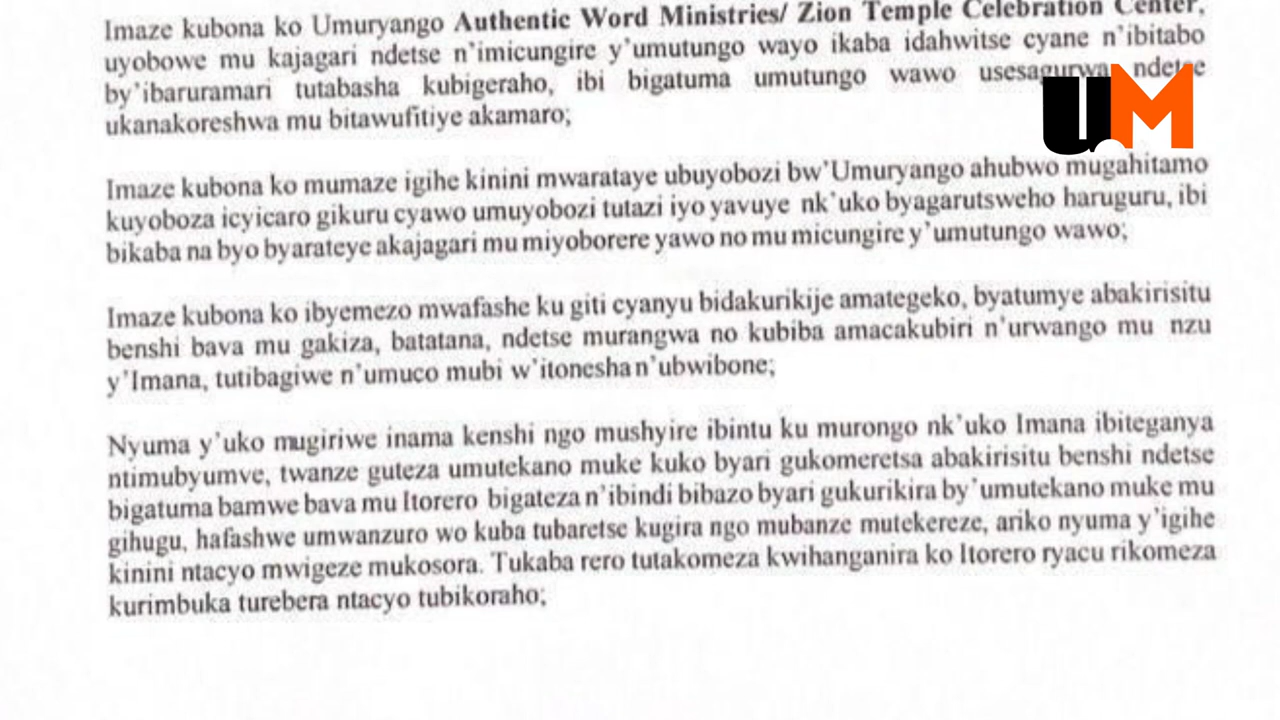 Imaze kubona ko Umuryango Authentic Word Ministries/ Zion Temple Celebration Center,
uyobowe mu kajagari ndetse n'imicungire y'umutungo wayo ikaba idahwitse cyane n'ibitabo
by'ibaruramari tutabasha kubigeraho, ibi bigatuma umutungo wawo usesagurwa ndetse
ukanakoreshwa mu bitawufitiye akamaro;
UM
Imaze kubona ko mumaze igihe kinini mwarataye ubuyobozi bw'Umuryango ahubwo mugahitamo
kuyoboza icyicaro gikuru cyawo umuyobozi tutazi iyo yavuye nk'uko byagarutsweho haruguru, ibi
bikaba na byo byarateye akajagari mu miyoborere yawo no mu micungire y'umutungo wawo;
Imaze kubona ko ibyemezo mwafashe ku giti cyanyu bidakurikije amategeko, byatumye abakirisitu
benshi bava mu gakiza, batatana, ndetse murangwa no kubiba amacakubiri n'urwango mu nzu
y'Imana, tutibagiwe n'umuco mubi w'itonesha n'ubwibone;
Nyuma y'uko mugiriwe inama kenshi ngo mushyire ibintu ku murongo nk'uko Imana ibiteganya
ntimubyumve, twanze guteza umutekano muke kuko byari gukomeretsa abakirisitu benshi ndetse
bigatuma bamwe bava mu Itorero bigateza n'ibindi bibazo byari gukurikira by'umutekano muke mu
gihugu, hafashwe umwanzuro wo kuba tubaretse kugira ngo mubanze mutekereze, ariko nyuma y'igihe
kinini ntacyo mwigeze mukosora. Tukaba rero tutakomeza kwihanganira ko Itorero ryacu rikomeza
kurimbuka turebera ntacyo tubikoraho;